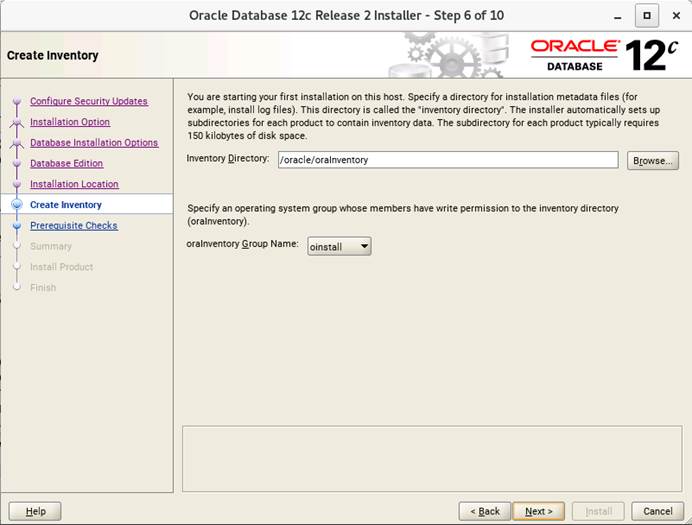 Oracle Database 12c Release 2 Installer - Step 6 of 10
Create Inventory
ORACLE
DATABASE
12c
Configure Security Updates
Installation Option
Database Installation Options
Database Edition
Installation Location
Create Inventory
Prerequisite Checks
Summary
Install Product
Finish
You are starting your first installation on this host. Specify a directory for installation metadata files (for
example, install log files). This directory is called the "inventory directory". The installer automatically sets up
subdirectories for each product to contain inventory data. The subdirectory for each product typically requires
150 kilobytes of disk space.
Inventory Directory: /oracle/oraInventory Browse...
Specify an operating system group whose members have write permission to the inventory directory
(oraInventory).
oraInventory Group Name: oinstall
Help < Back Next > Install Cancel